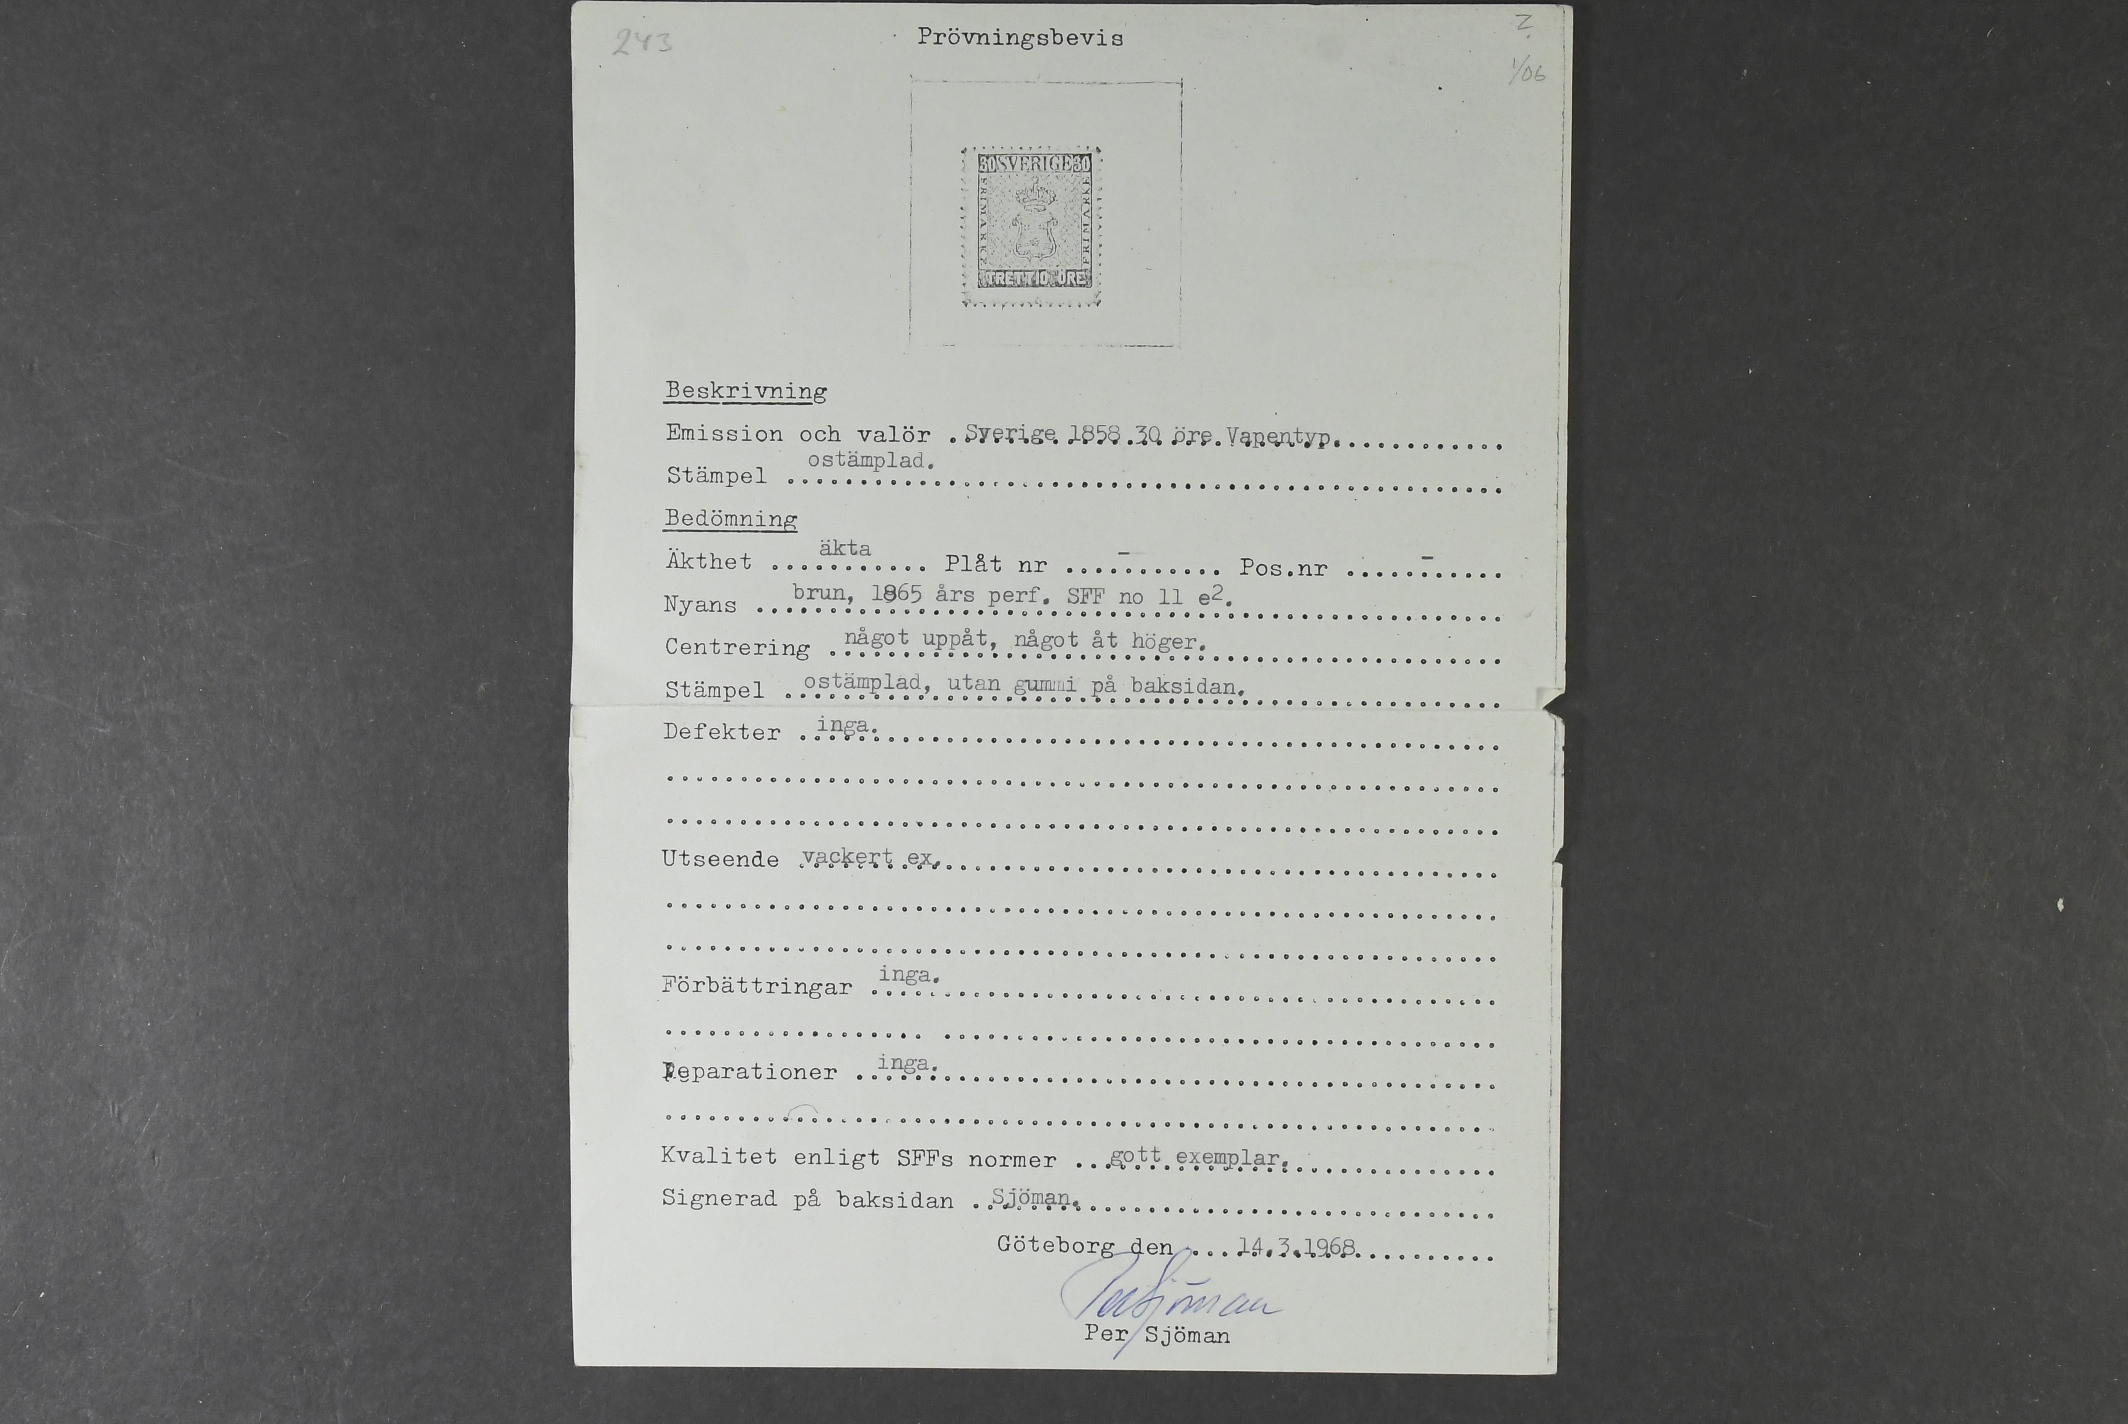 243
Prövningsbevis
Z.
1/06
30 SVERIGE 30
FRIMÄRKE
FRIMÄRKE
TRETTIO ÖRE
Beskrivning
Emission och valör . Sverige 1858 30 öre. Vapentyp.
Stämpel ostämplad.
Bedömning
Äkthet äkta Plåt nr - Pos.nr -
Nyans brun, 1865 års perf. SFF no 11 e2.
Centrering något uppåt, något åt höger.
Stämpel ostämplad, utan gummi på baksidan.
Defekter inga.
Utseende vackert ex.
Förbättringar inga.
Reparationer inga.
Kvalitet enligt SFFs normer gott exemplar.
Signerad på baksidan Sjöman.
Göteborg den 14.3.1968
Per Sjöman
Per Sjöman